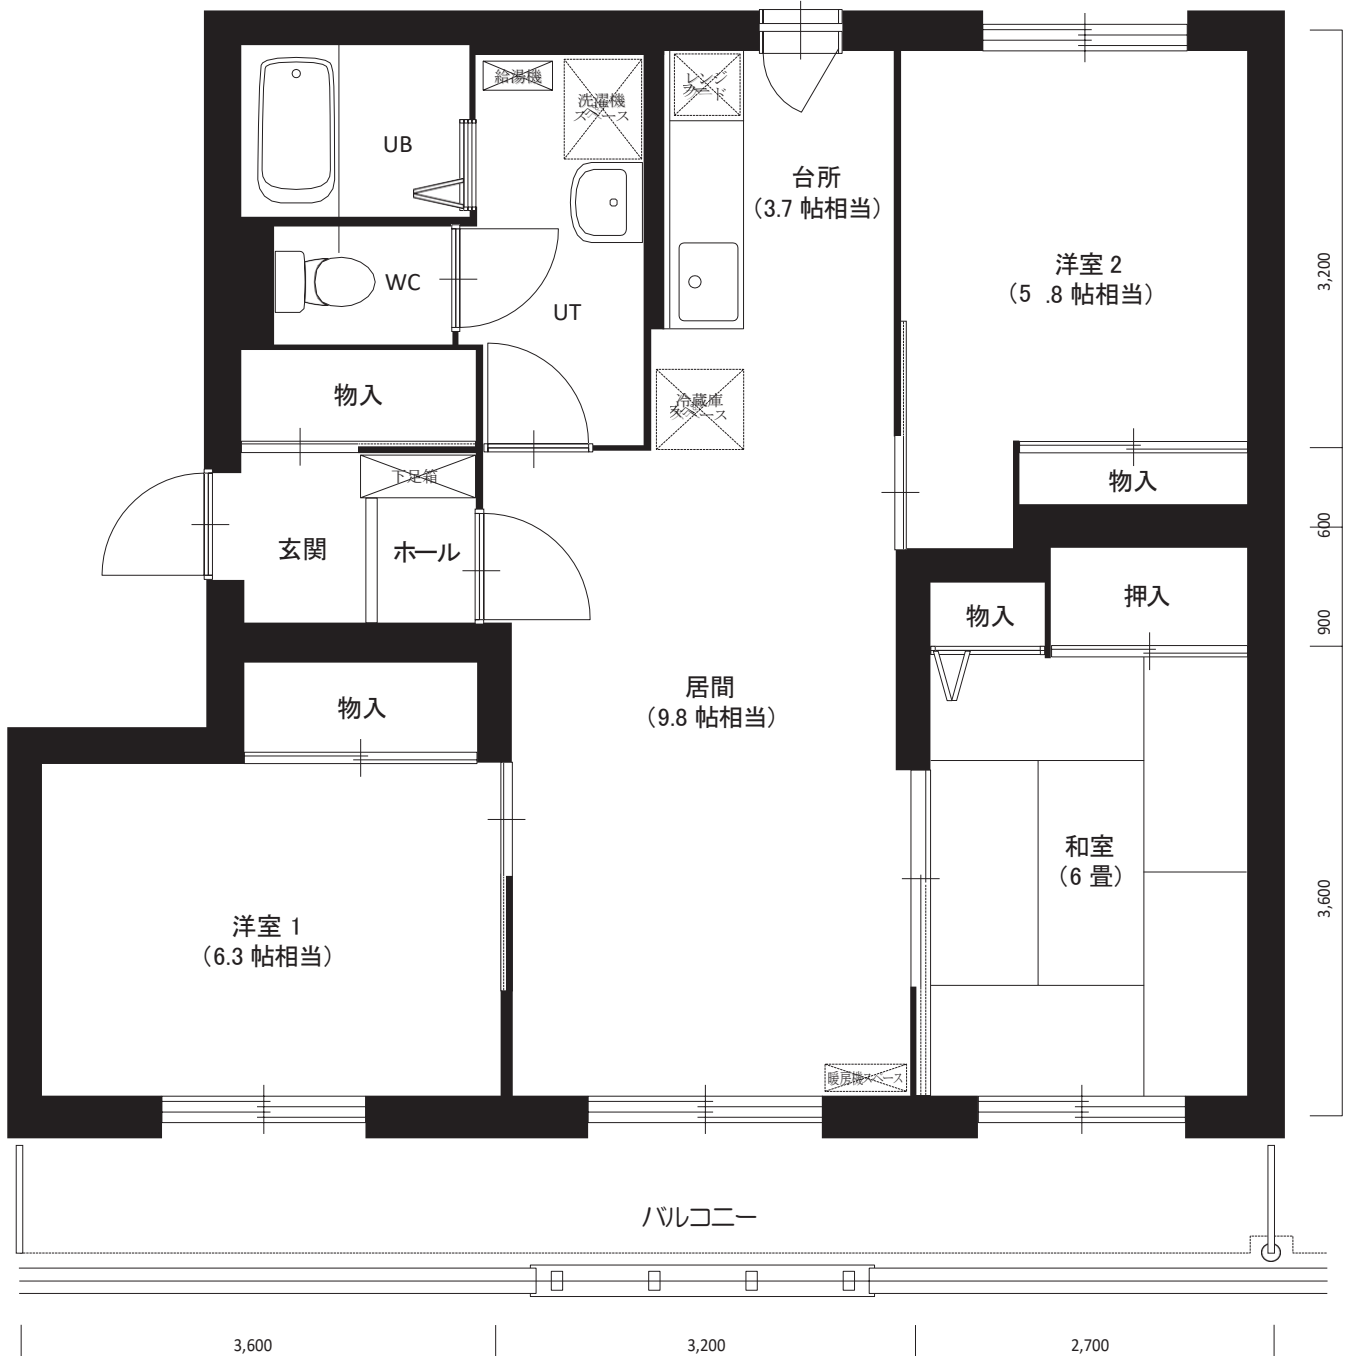 給湯機
洗濯機
スペース
レンジ
フード
UB
台所
(3.7 帖相当)
洋室 2
(5 .8 帖相当)
3,200
WC
UT
物入
冷蔵庫
スペース
下足箱
物入
600
玄関
ホール
物入
押入
900
物入
居間
(9.8 帖相当)
和室
(6 畳)
洋室 1
(6.3 帖相当)
3,600
暖房機スペース
バルコニー
3,600
3,200
2,700